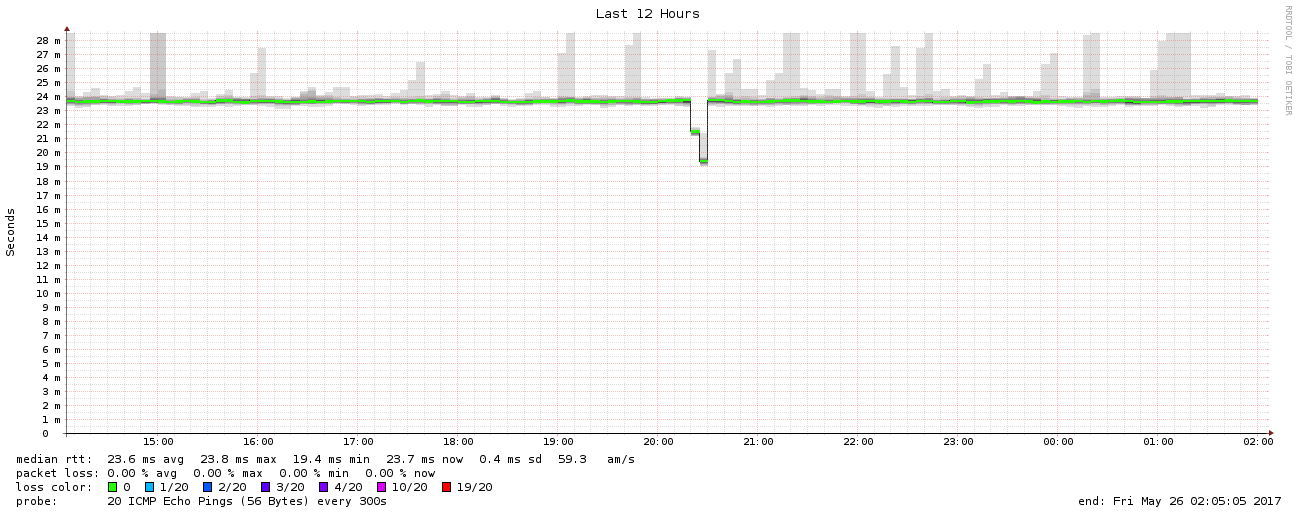 Last 12 Hours
RRDTOOL / TOBI OETIKER
Seconds
28 m
27 m
26 m
25 m
24 m
23 m
22 m
21 m
20 m
19 m
18 m
17 m
16 m
15 m
14 m
13 m
12 m
11 m
10 m
9 m
8 m
7 m
6 m
5 m
4 m
3 m
2 m
1 m
0
15:00 16:00 17:00 18:00 19:00 20:00 21:00 22:00 23:00 00:00 01:00 02:00
median rtt: 23.6 ms avg 23.8 ms max 19.4 ms min 23.7 ms now 0.4 ms sd 59.3 am/s
packet loss: 0.00 % avg 0.00 % max 0.00 % min 0.00 % now
loss color: 0 1/20 2/20 3/20 4/20 10/20 19/20
probe: 20 ICMP Echo Pings (56 Bytes) every 300s end: Fri May 26 02:05:05 2017